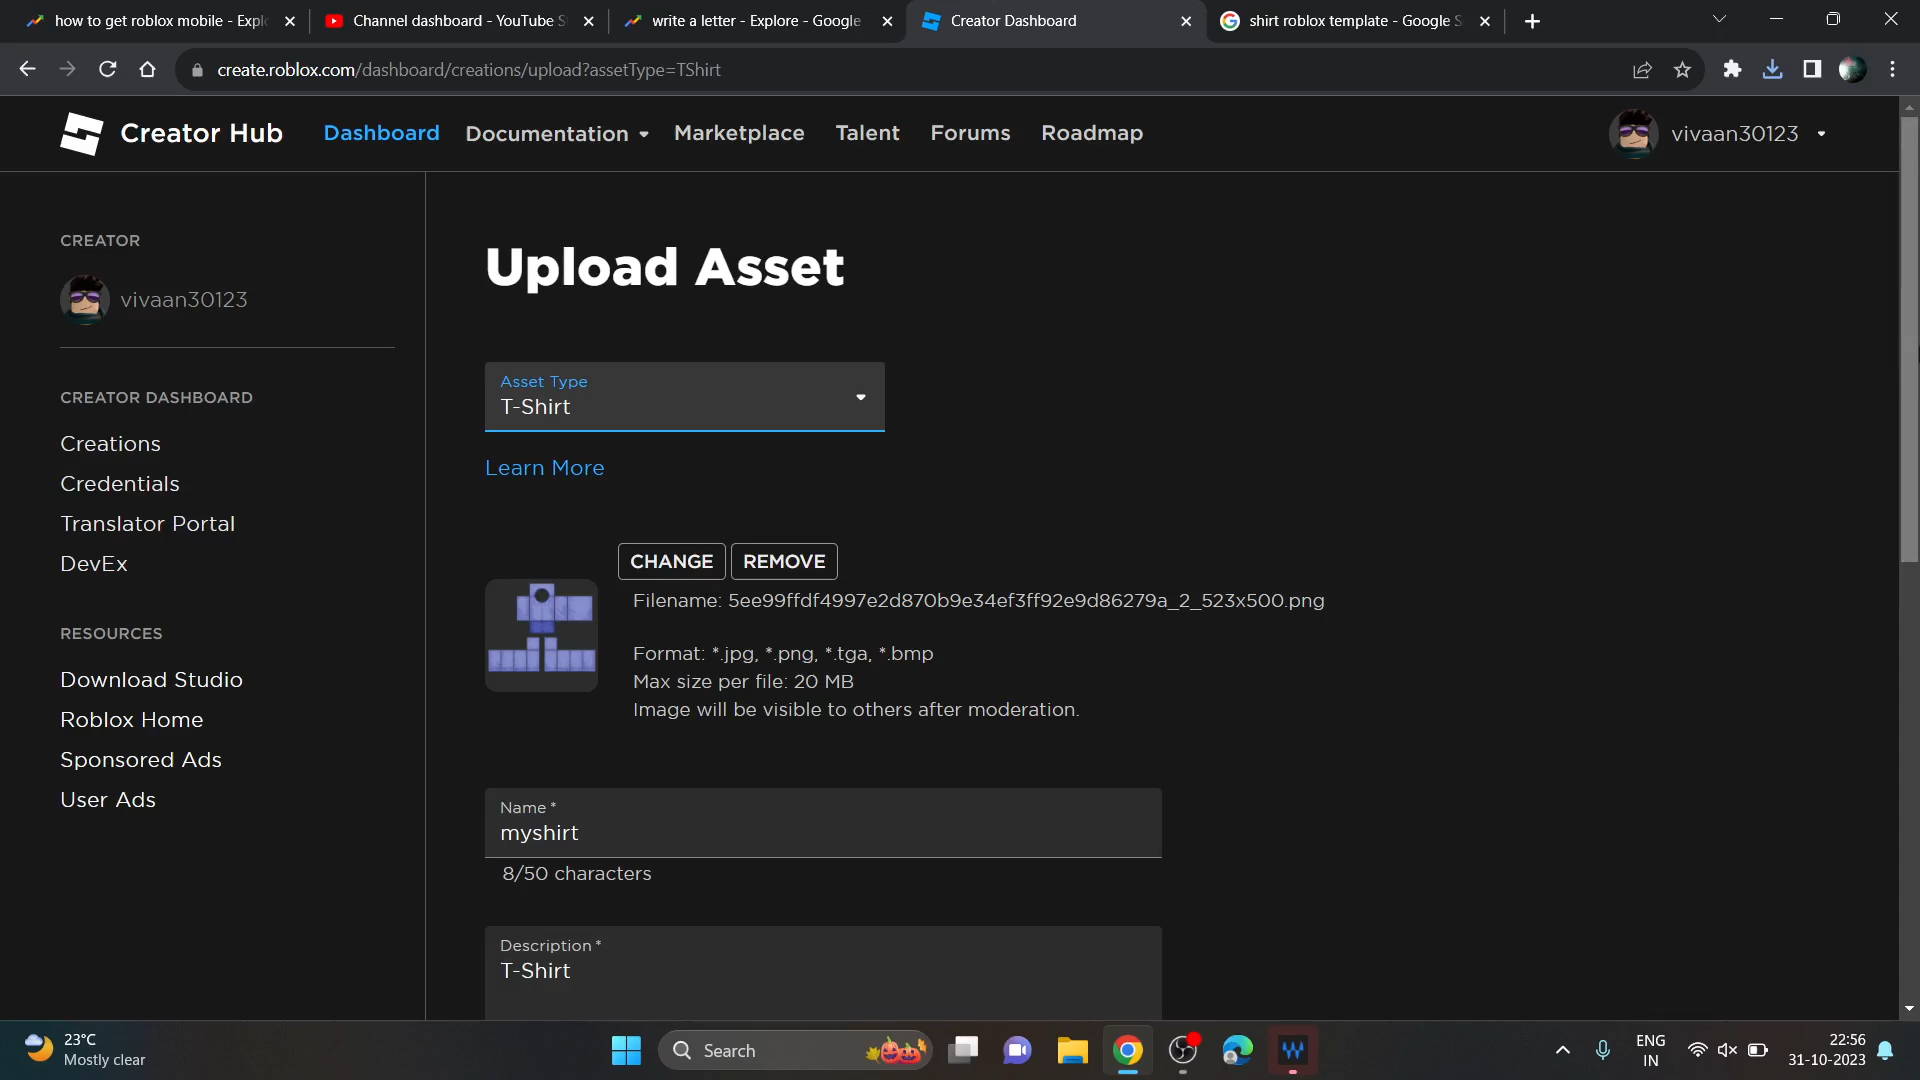 how to get roblox mobile - Expl
Channel dashboard - YouTube S
write a letter - Explore - Google
Creator Dashboard
shirt roblox template - Google S
create.roblox.com/dashboard/creations/upload?assetType=TShirt
Creator Hub
Dashboard
Documentation
Marketplace
Talent
Forums
Roadmap
vivaan30123
CREATOR
vivaan30123
CREATOR DASHBOARD
Creations
Credentials
Translator Portal
DevEx
RESOURCES
Download Studio
Roblox Home
Sponsored Ads
User Ads
Upload Asset
Asset Type
T-Shirt
Learn More
CHANGE
REMOVE
Filename: 5ee99ffdf4997e2d870b9e34ef3ff92e9d86279a_2_523x500.png
Format: *.jpg, *.png, *.tga, *.bmp
Max size per file: 20 MB
Image will be visible to others after moderation.
Name *
myshirt
8/50 characters
Description *
T-Shirt
23°C
Mostly clear
Search
ENG
IN
22:56
31-10-2023